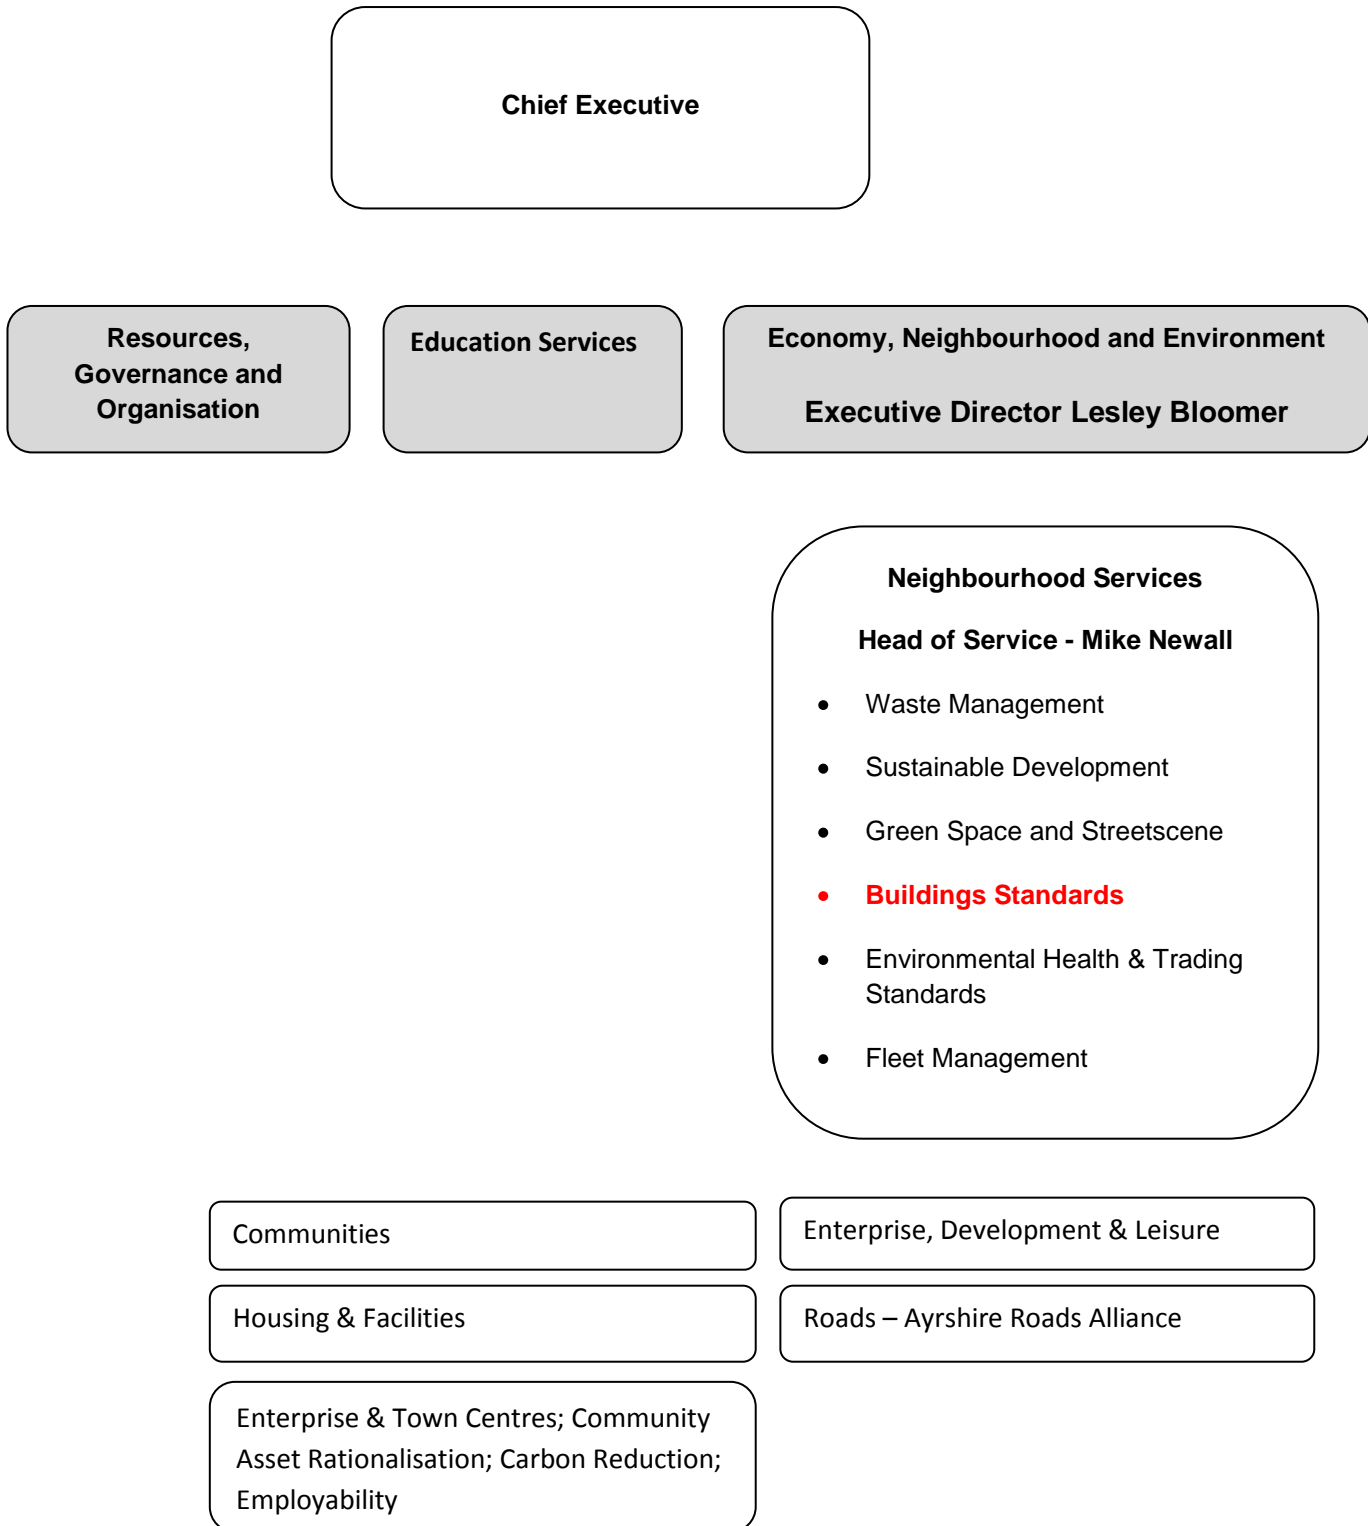 Chief Executive
Resources,
Governance and
Organisation
Education Services
Economy, Neighbourhood and Environment
Executive Director Lesley Bloomer
Neighbourhood Services
Head of Service - Mike Newall
• Waste Management
• Sustainable Development
• Green Space and Streetscene
• Buildings Standards
• Environmental Health & Trading
Standards
• Fleet Management
Communities
Enterprise, Development & Leisure
Housing & Facilities
Roads – Ayrshire Roads Alliance
Enterprise & Town Centres; Community
Asset Rationalisation; Carbon Reduction;
Employability